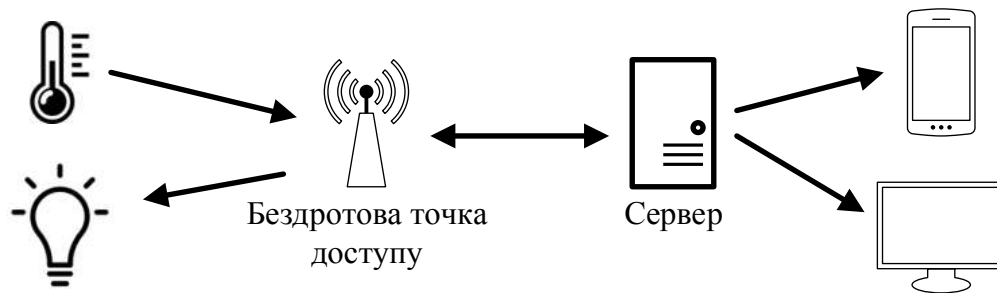 Бездротова точка
доступу
Сервер